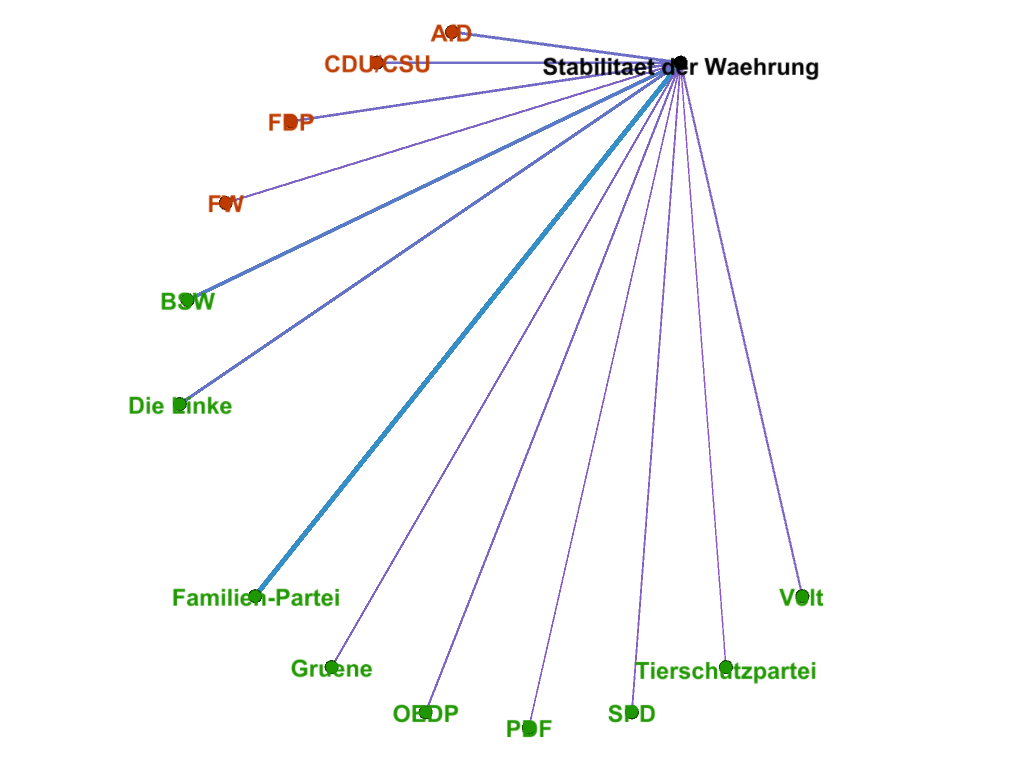 AfD
CDU/CSU
Stabilitaet der Waehrung
FDP
FW
BSW
Die Linke
Familien-Partei
Volt
Gruene
Tierschutzpartei
OEDP
SPD
PDF